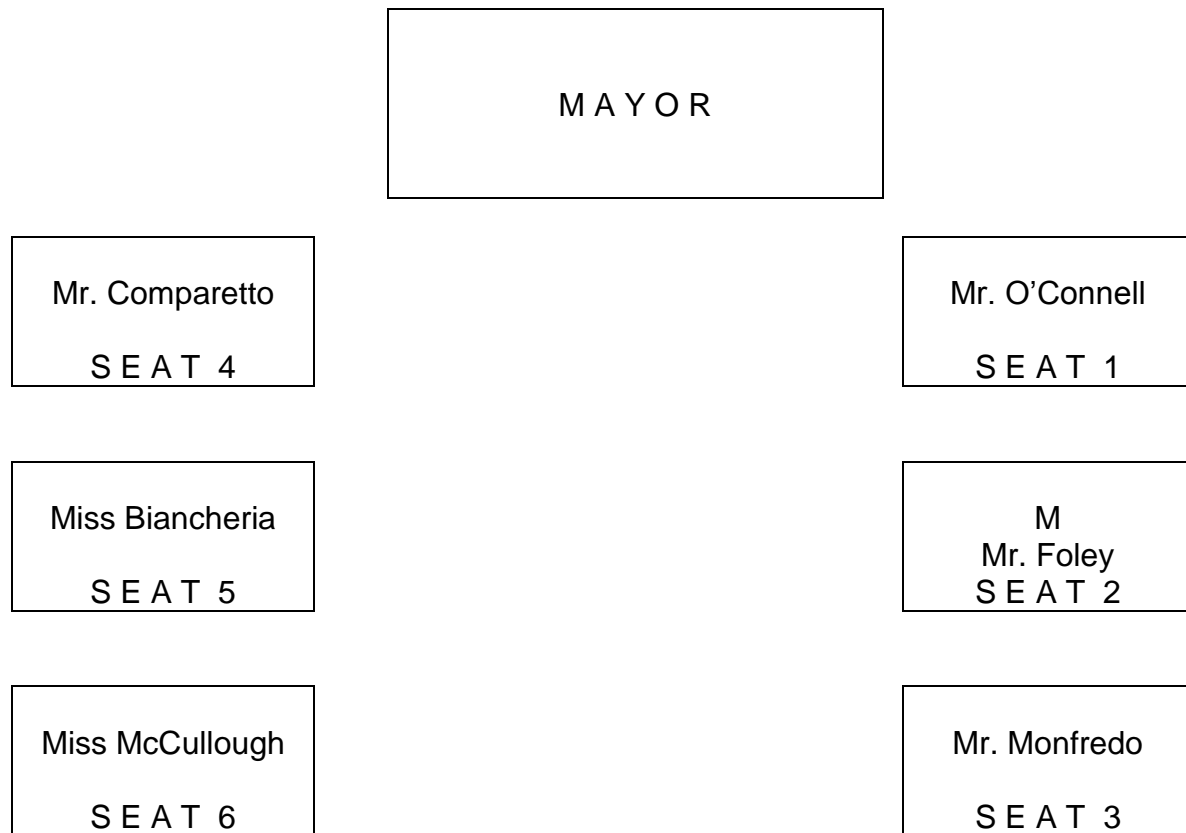 M A Y O R
Mr. Comparetto
S E A T 4
Mr. O’Connell
S E A T 1
Miss Biancheria
S E A T 5
M
Mr. Foley
S E A T 2
Miss McCullough
S E A T 6
Mr. Monfredo
S E A T 3